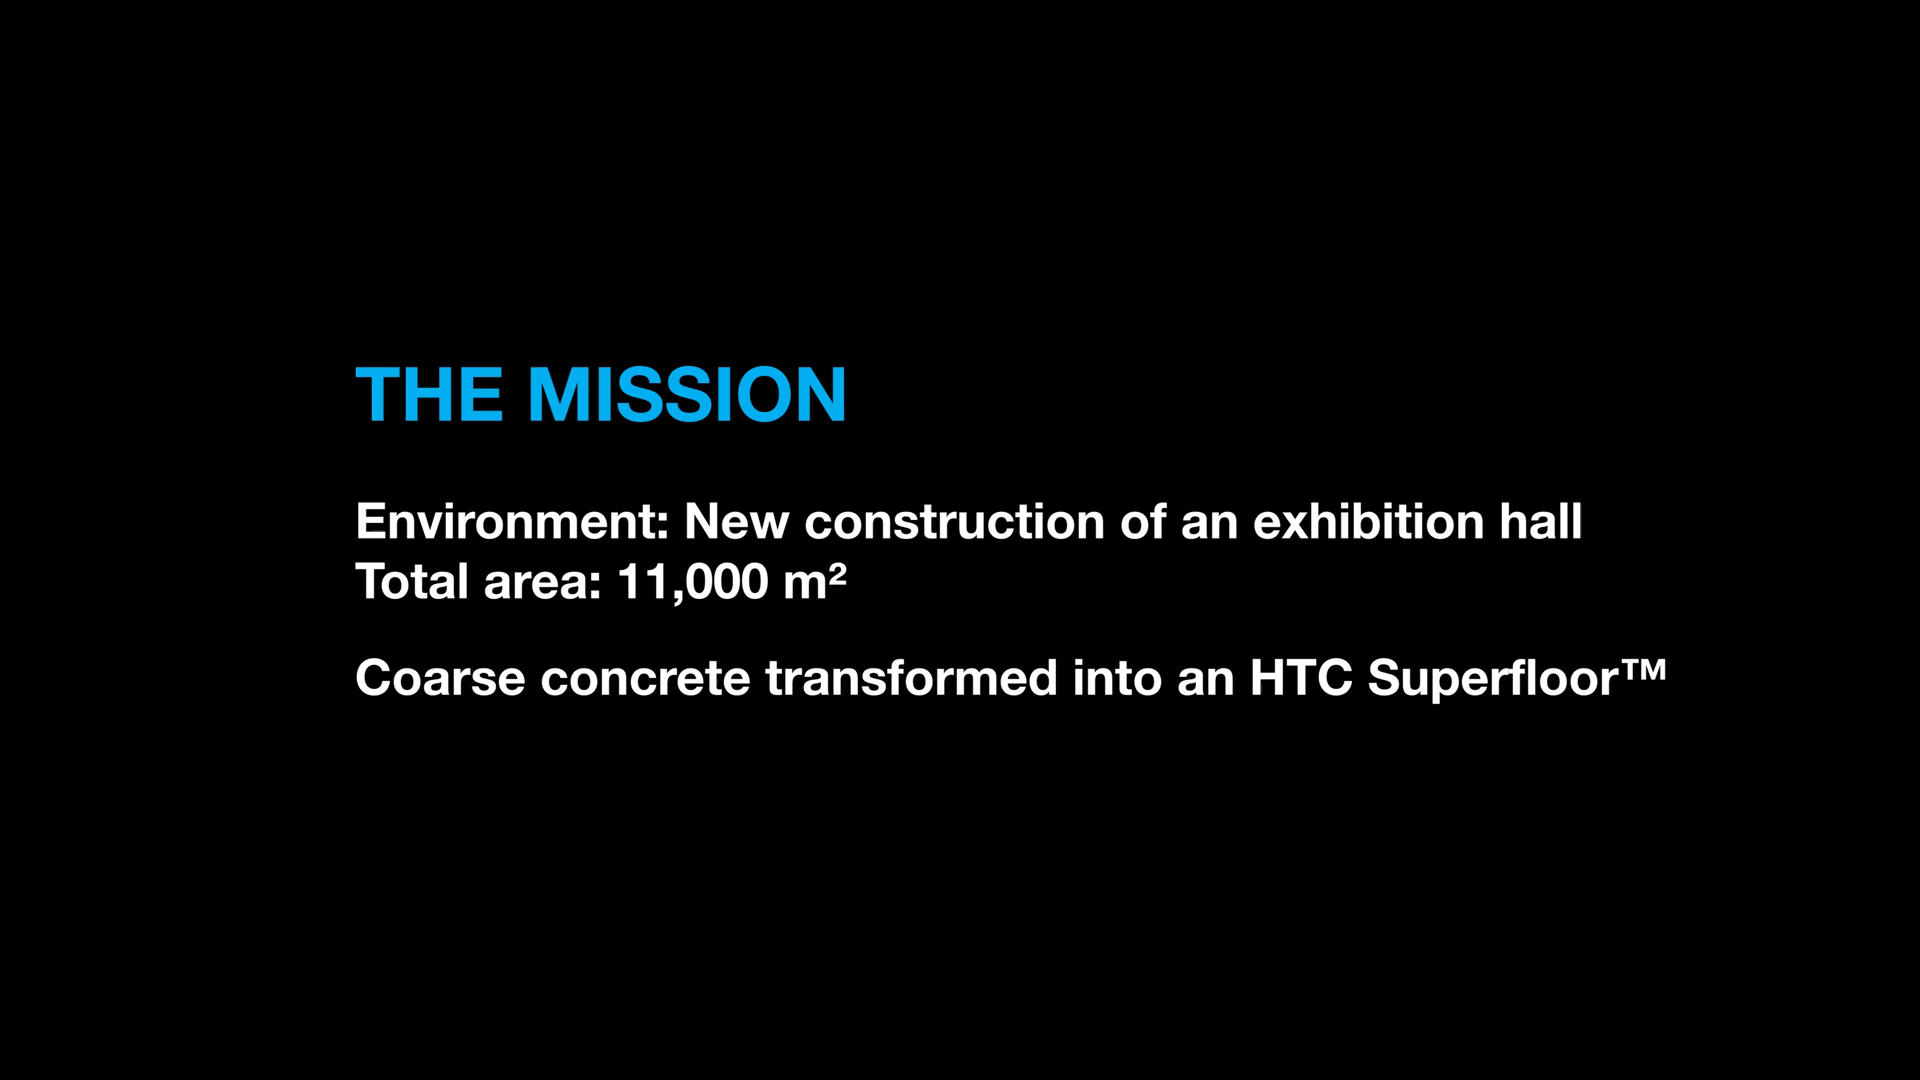 THE MISSION
Environment: New construction of an exhibition hall
Total area: 11,000 m²
Coarse concrete transformed into an HTC Superfloor™